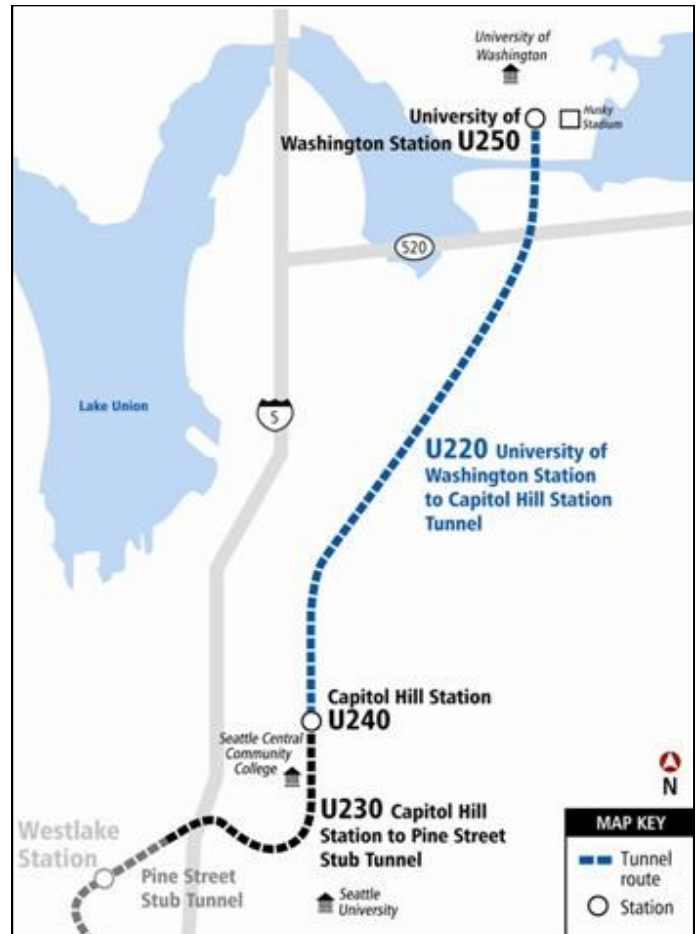 University of
Washington
University of
Washington Station U250
Husky
Stadium
520
5
Lake Union
U220 University of
Washington Station
to Capitol Hill Station
Tunnel
Capitol Hill Station
U240
Seattle Central
Community
College
U230 Capitol Hill
Station to Pine Street
Stub Tunnel
Westlake
Station
Pine Street
Stub Tunnel
Seattle
University
N
MAP KEY
Tunnel
route
Station